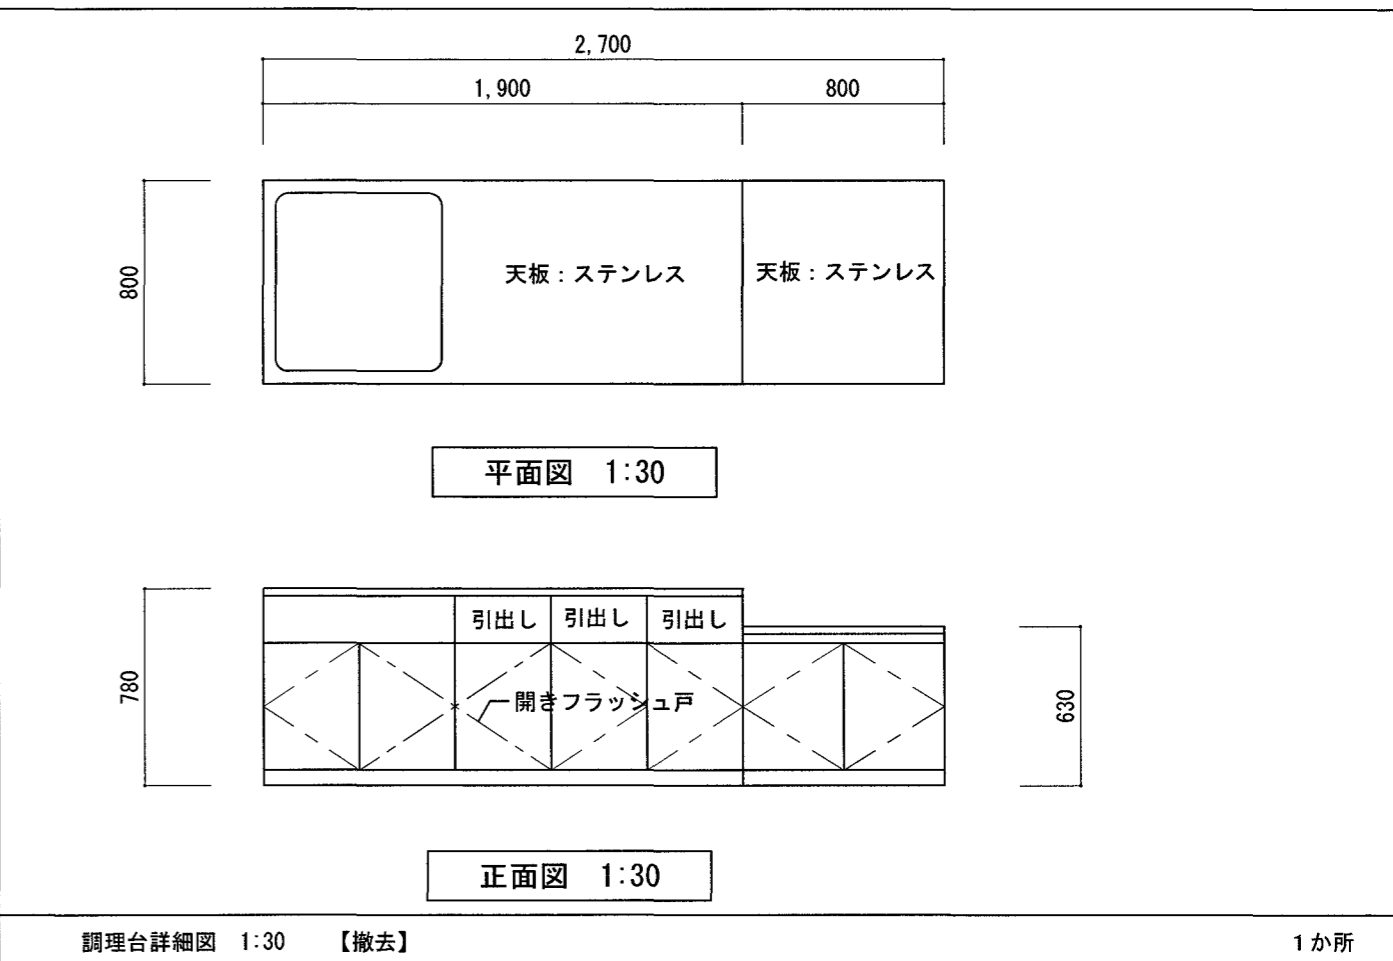 2,700
1,900
800
800
天板：ステンレス
天板：ステンレス
平面図　1:30
引出し
引出し
引出し
780
開きフラッシュ戸
630
正面図　1:30
調理台詳細図　1:30　【撤去】
1か所